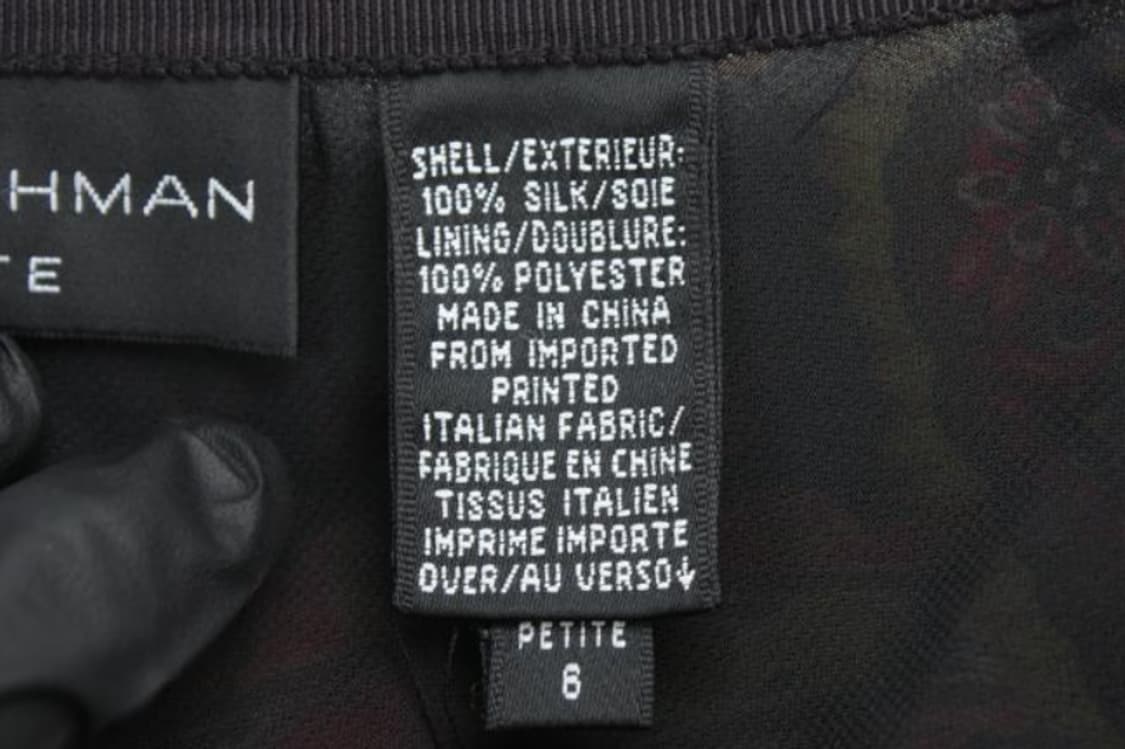 HMAN
TE
SHELL/EXTERIEUR:
100% SILK/SOIE
LINING/DOUBLURE:
100% POLYESTER
MADE IN CHINA
FROM IMPORTED
PRINTED
ITALIAN FABRIC/
FABRIQUE EN CHINE
TISSUS ITALIEN
IMPRIME IMPORTE
OVER/AU VERSO↓
PETITE
6